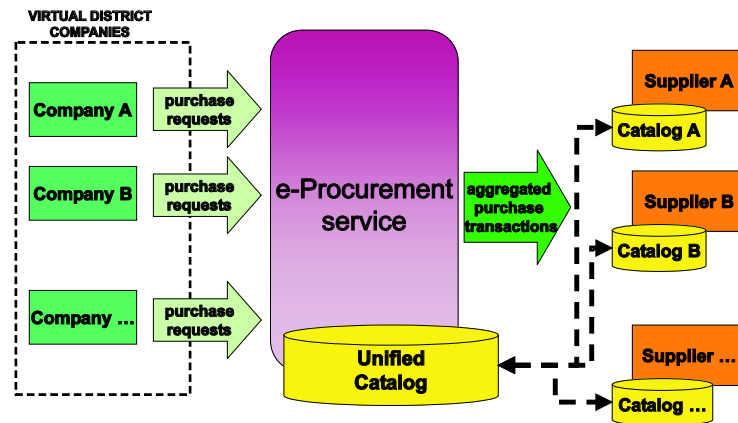 VIRTUAL DISTRICT
COMPANIES
Company A
purchase
requests
Company B
purchase
requests
Company ...
purchase
requests
e-Procurement
service
Unified
Catalog
aggregated
purchase
transactions
Supplier A
Catalog A
Supplier B
Catalog B
Supplier ...
Catalog ...